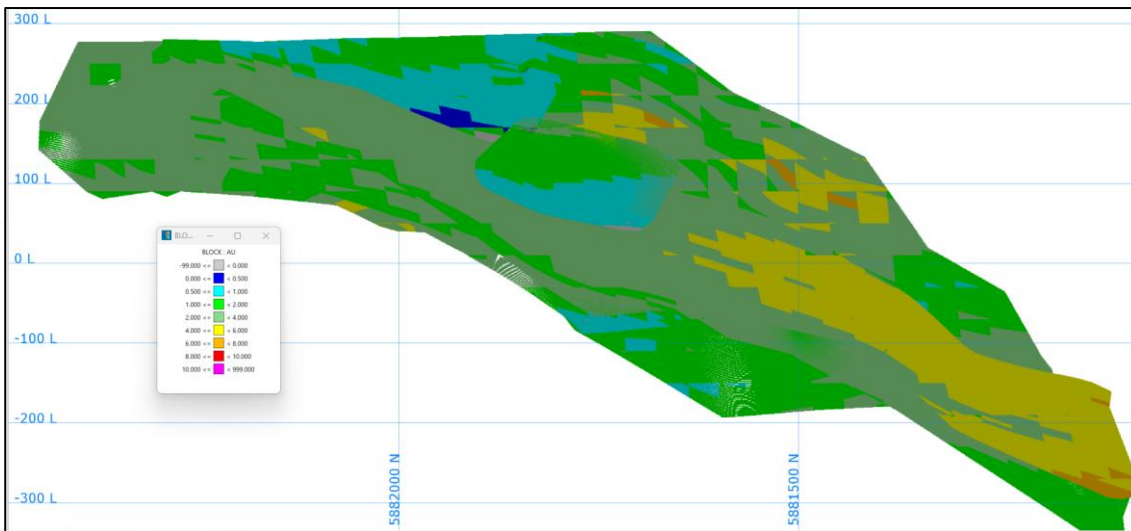 300 L
200 L
100 L
0 L
-100 L
-200 L
-300 L
5882000 N
5881500 N
BLO...
BLOCK : AU
-99.000 <= < 0.000
0.000 <= < 0.500
0.500 <= < 1.000
1.000 <= < 2.000
2.000 <= < 4.000
4.000 <= < 6.000
6.000 <= < 8.000
8.000 <= < 10.000
10.000 <= < 999.000